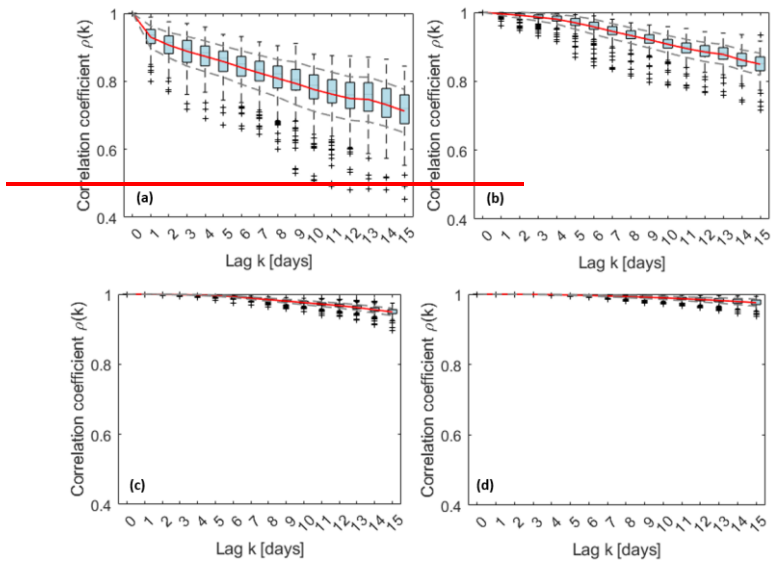 Correlation coefficient ρ(k)
1
0.8
0.6
0.4
(a)
0 1 2 3 4 5 6 7 8 9 10 11 12 13 14 15
Lag k [days]
Correlation coefficient ρ(k)
1
0.8
0.6
0.4
(b)
0 1 2 3 4 5 6 7 8 9 10 11 12 13 14 15
Lag k [days]
Correlation coefficient ρ(k)
1
0.8
0.6
0.4
(c)
0 1 2 3 4 5 6 7 8 9 10 11 12 13 14 15
Lag k [days]
Correlation coefficient ρ(k)
1
0.8
0.6
0.4
(d)
0 1 2 3 4 5 6 7 8 9 10 11 12 13 14 15
Lag k [days]